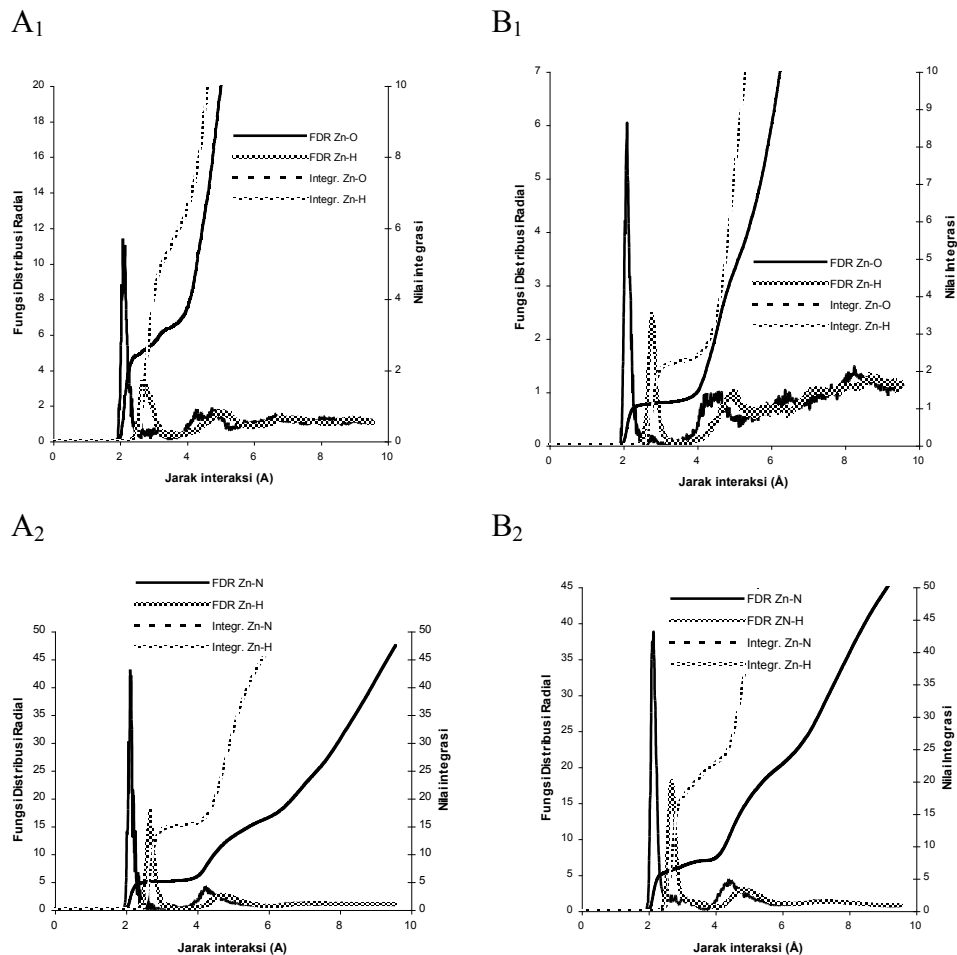 A1
B1
20
18
16
14
12
10
8
6
4
2
0
10
8
6
4
2
0
0 2 4 6 8 10
FDR Zn-O
FDR Zn-H
Integr. Zn-O
Integr. Zn-H
Fungsi Distribusi Radial
Nilai integrasi
Jarak interaksi (A)
7
6
5
4
3
2
1
0
10
9
8
7
6
5
4
3
2
1
0
0 2 4 6 8 10
FDR Zn-O
FDR Zn-H
Integr. Zn-O
Integr. Zn-H
Fungsi Distribusi Radial
Nilai Integrasi
Jarak interaksi (Å)
A2
B2
FDR Zn-N
FDR Zn-H
Integr. Zn-N
Integr. Zn-H
50
45
40
35
30
25
20
15
10
5
0
50
45
40
35
30
25
20
15
10
5
0
0 2 4 6 8 10
Fungsi Distribusi Radial
Nilai integrasi
Jarak interaksi (A)
FDR Zn-N
FDR ZN-H
Integr. Zn-N
Integr. Zn-H
45
40
35
30
25
20
15
10
5
0
50
45
40
35
30
25
20
15
10
5
0
0 2 4 6 8 10
Fungsi Distribusi Radial
Nilai Integrasi
Jarak interaksi (Å)